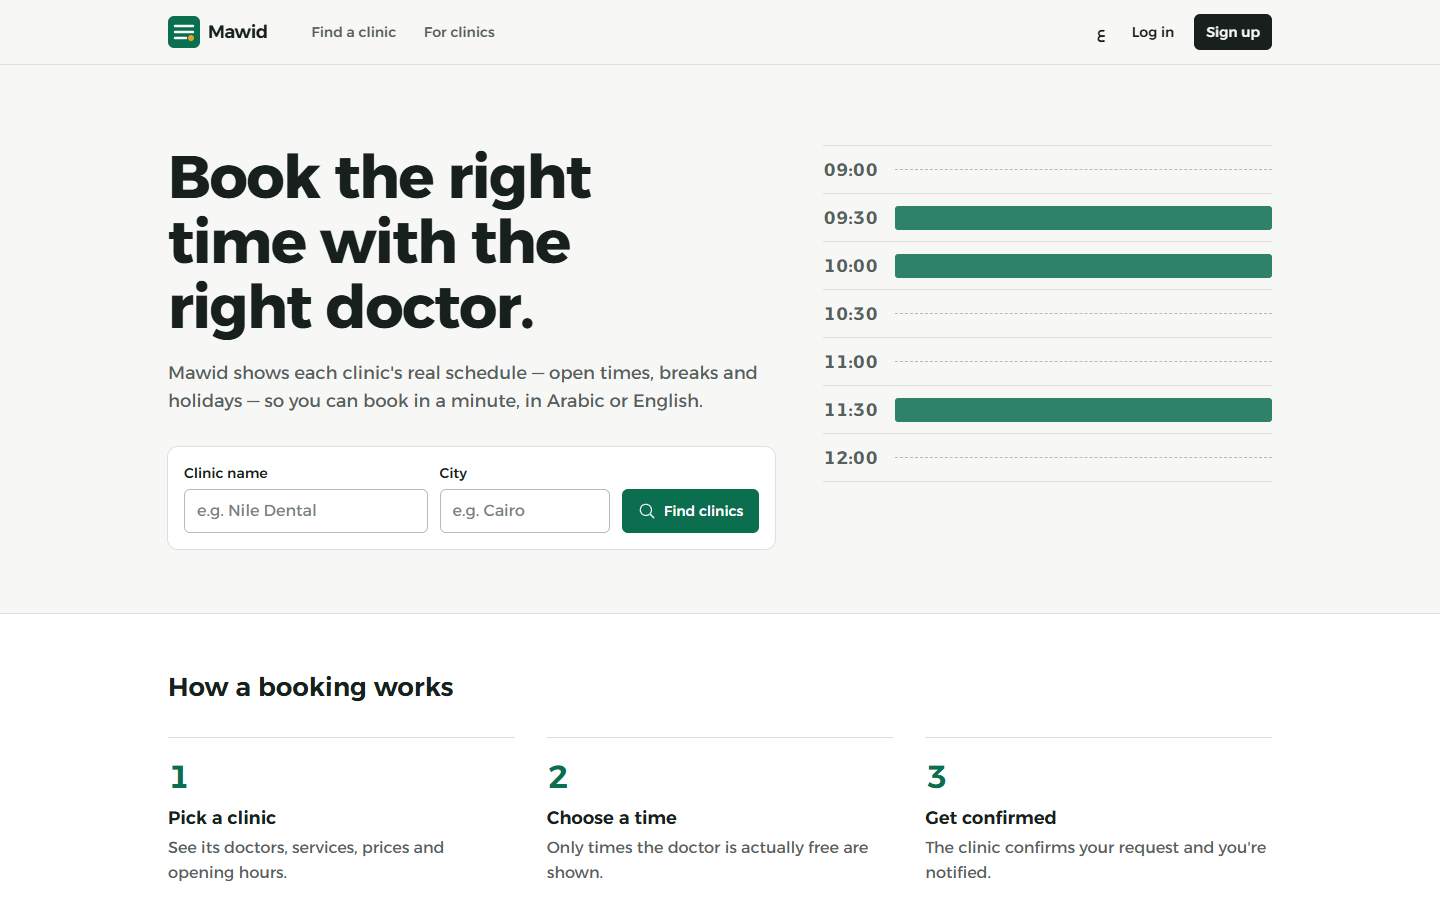 Mawid
Find a clinic
For clinics
ع
Log in
Sign up
Book the right
time with the
right doctor.
Mawid shows each clinic's real schedule — open times, breaks and
holidays — so you can book in a minute, in Arabic or English.
Clinic name
City
e.g. Nile Dental
e.g. Cairo
Find clinics
09:00
09:30
10:00
10:30
11:00
11:30
12:00
How a booking works
1
Pick a clinic
See its doctors, services, prices and
opening hours.
2
Choose a time
Only times the doctor is actually free are
shown.
3
Get confirmed
The clinic confirms your request and you're
notified.